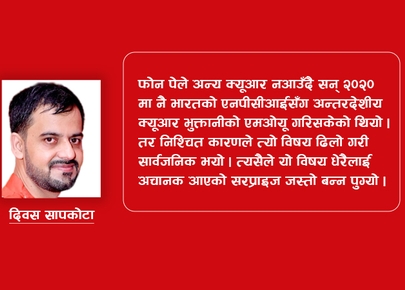 फोन पेले अन्य क्यूआर नआउँदै सन् २०२०
मा नै भारतको एनपीसीआईसँग अन्तरदेशीय
क्यूआर भुक्तानीको एमओयू गरिसकेको थियो ।
तर निश्चित कारणले त्यो विषय ढिलो गरी
सार्वजनिक भयो । त्यसैले यो विषय धेरैलाई
अचानक आएको सरप्राइज जस्तो बन्न पुग्यो ।
दिवस सापकोटा